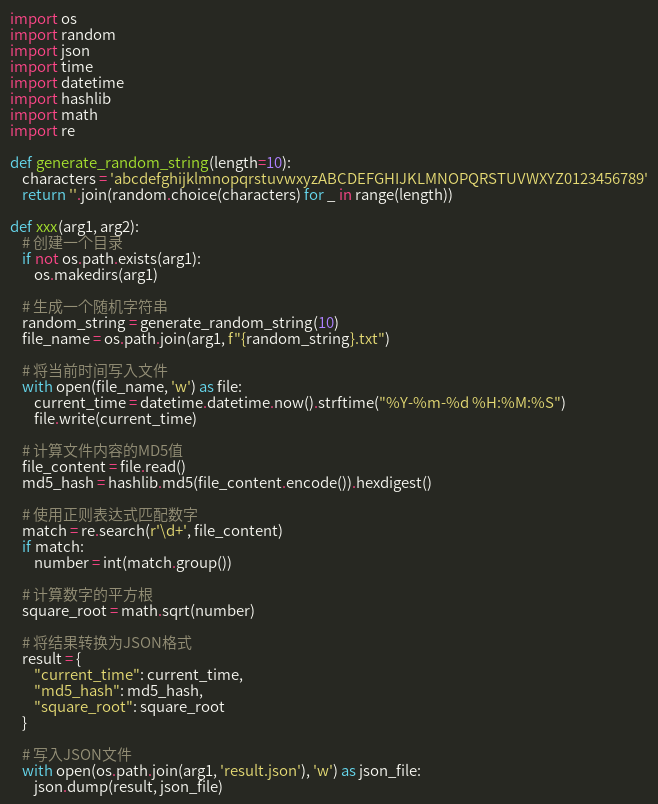 import os
import random
import json
import time
import datetime
import hashlib
import math
import re

def generate_random_string(length=10):
    characters = 'abcdefghijklmnopqrstuvwxyzABCDEFGHIJKLMNOPQRSTUVWXYZ0123456789'
    return ''.join(random.choice(characters) for _ in range(length))

def xxx(arg1, arg2):
    # 创建一个目录
    if not os.path.exists(arg1):
        os.makedirs(arg1)

    # 生成一个随机字符串
    random_string = generate_random_string(10)
    file_name = os.path.join(arg1, f"{random_string}.txt")

    # 将当前时间写入文件
    with open(file_name, 'w') as file:
        current_time = datetime.datetime.now().strftime("%Y-%m-%d %H:%M:%S")
        file.write(current_time)

    # 计算文件内容的MD5值
    file_content = file.read()
    md5_hash = hashlib.md5(file_content.encode()).hexdigest()

    # 使用正则表达式匹配数字
    match = re.search(r'\d+', file_content)
    if match:
        number = int(match.group())

    # 计算数字的平方根
    square_root = math.sqrt(number)

    # 将结果转换为JSON格式
    result = {
        "current_time": current_time,
        "md5_hash": md5_hash,
        "square_root": square_root
    }

    # 写入JSON文件
    with open(os.path.join(arg1, 'result.json'), 'w') as json_file:
        json.dump(result, json_file)